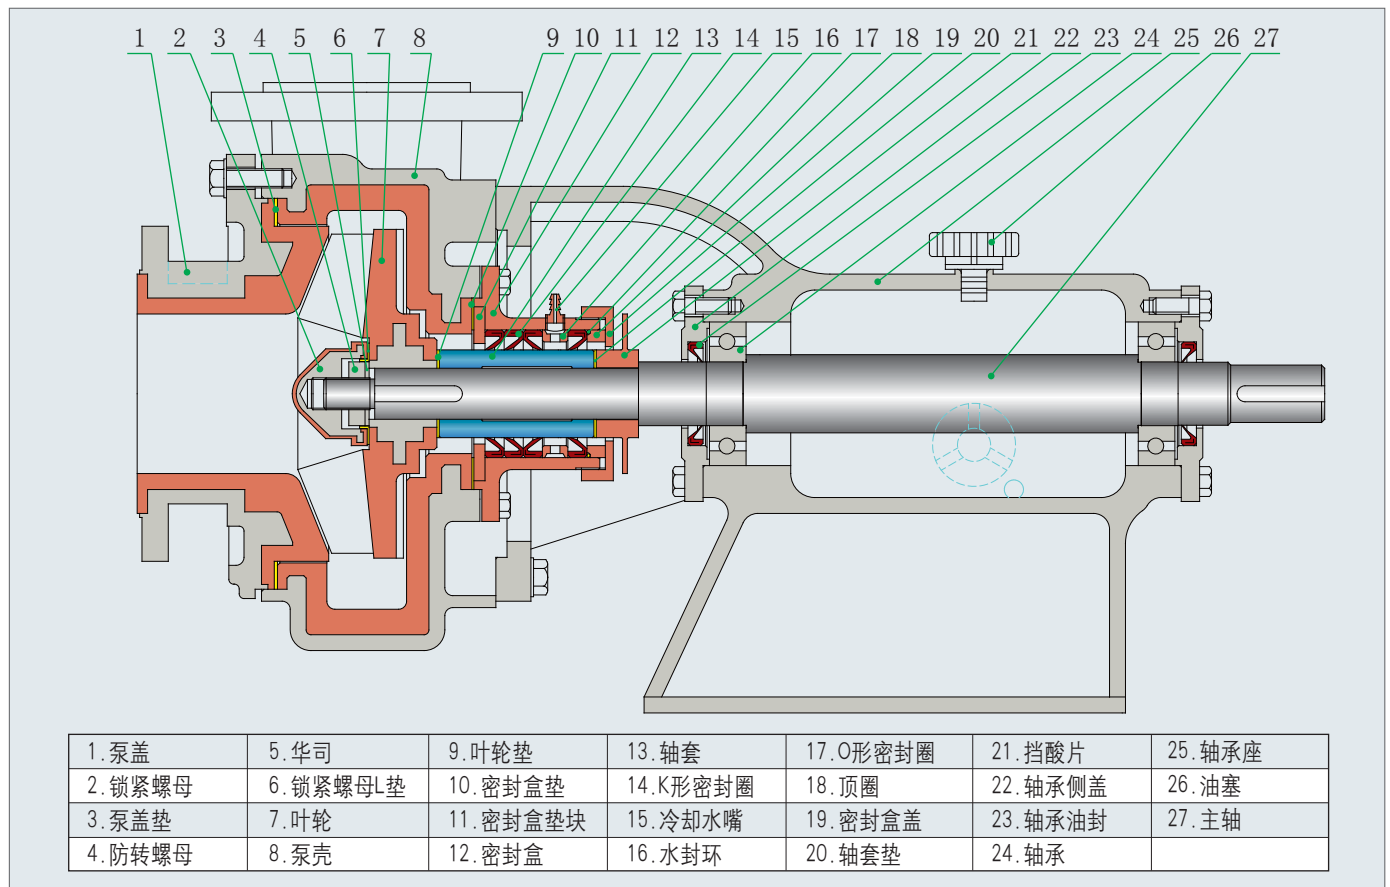 1 2 3 4 5 6 7 8 9 10 11 12 13 14 15 16 17 18 19 20 21 22 23 24 25 26 27
1.泵盖 5.华司 9.叶轮垫 13.轴套 17.O形密封圈 21.挡酸片 25.轴承座
2.锁紧螺母 6.锁紧螺母L垫 10.密封盒垫 14.K形密封圈 18.顶圈 22.轴承侧盖 26.油塞
3.泵盖垫 7.叶轮 11.密封盒垫块 15.冷却水嘴 19.密封盒盖 23.轴承油封 27.主轴
4.防转螺母 8.泵壳 12.密封盒 16.水封环 20.轴套垫 24.轴承